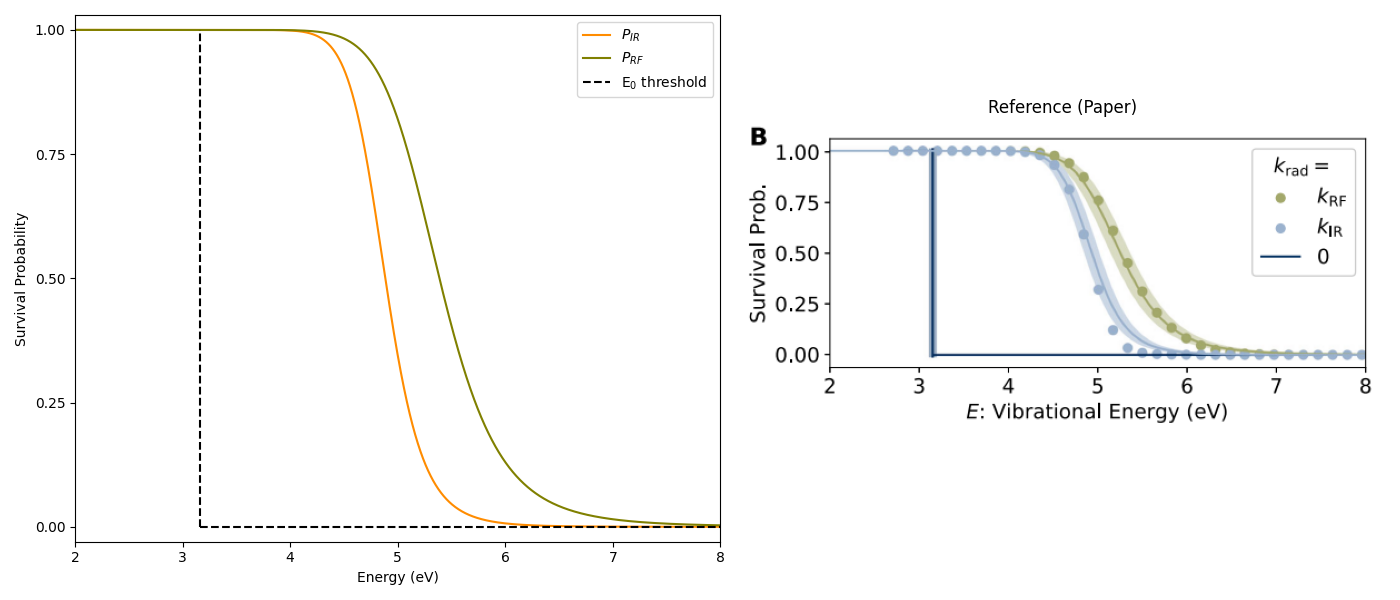 1.00
0.75
0.50
0.25
0.00
Survival Probability
2 3 4 5 6 7 8
Energy (eV)
P_IR
P_RF
E_0 threshold
Reference (Paper)
B
1.00
0.75
0.50
0.25
0.00
Survival Prob.
2 3 4 5 6 7 8
E: Vibrational Energy (eV)
k_rad =
k_RF
k_IR
0